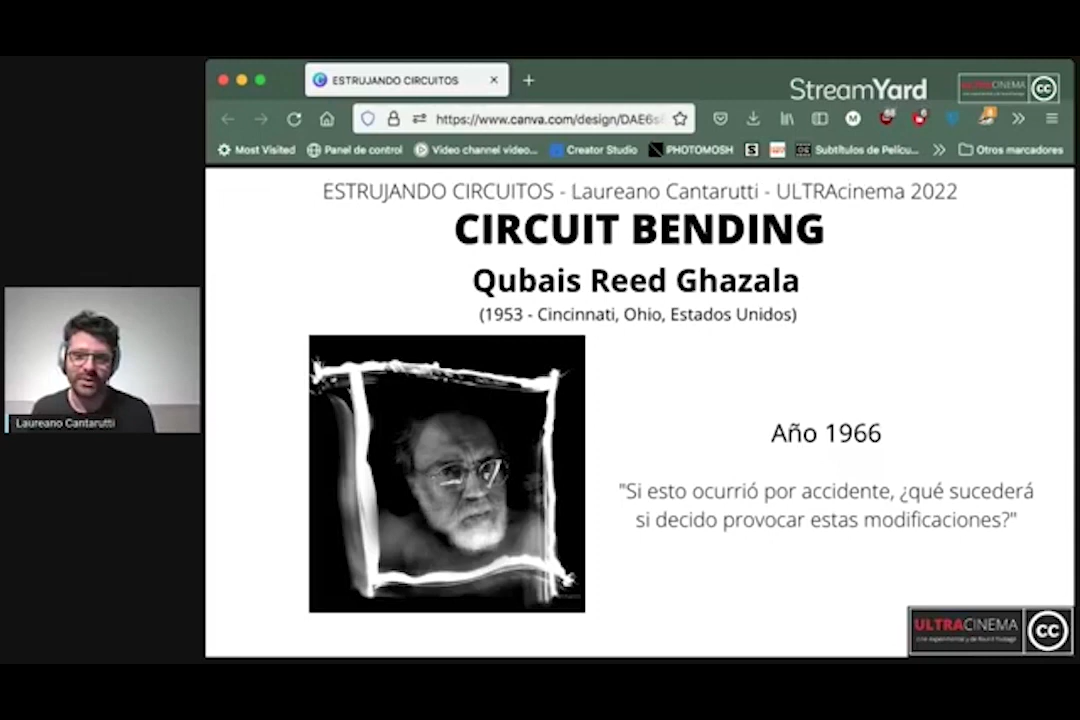 ESTRUJANDO CIRCUITOS
StreamYard
ULTRACINEMA
CC
https://www.canva.com/design/DAE6s
Most Visited
Panel de control
Video channel video...
Creator Studio
PHOTOMOSH
Subtítulos de Pelícu...
Otros marcadores
ESTRUJANDO CIRCUITOS - Laureano Cantarutti - ULTRAcinema 2022
CIRCUIT BENDING
Qubais Reed Ghazala
(1953 - Cincinnati, Ohio, Estados Unidos)
Laureano Cantarutti
Año 1966
"Si esto ocurrió por accidente, ¿qué sucederá
si decido provocar estas modificaciones?"
ULTRACINEMA
cine experimental y de found footage
CC